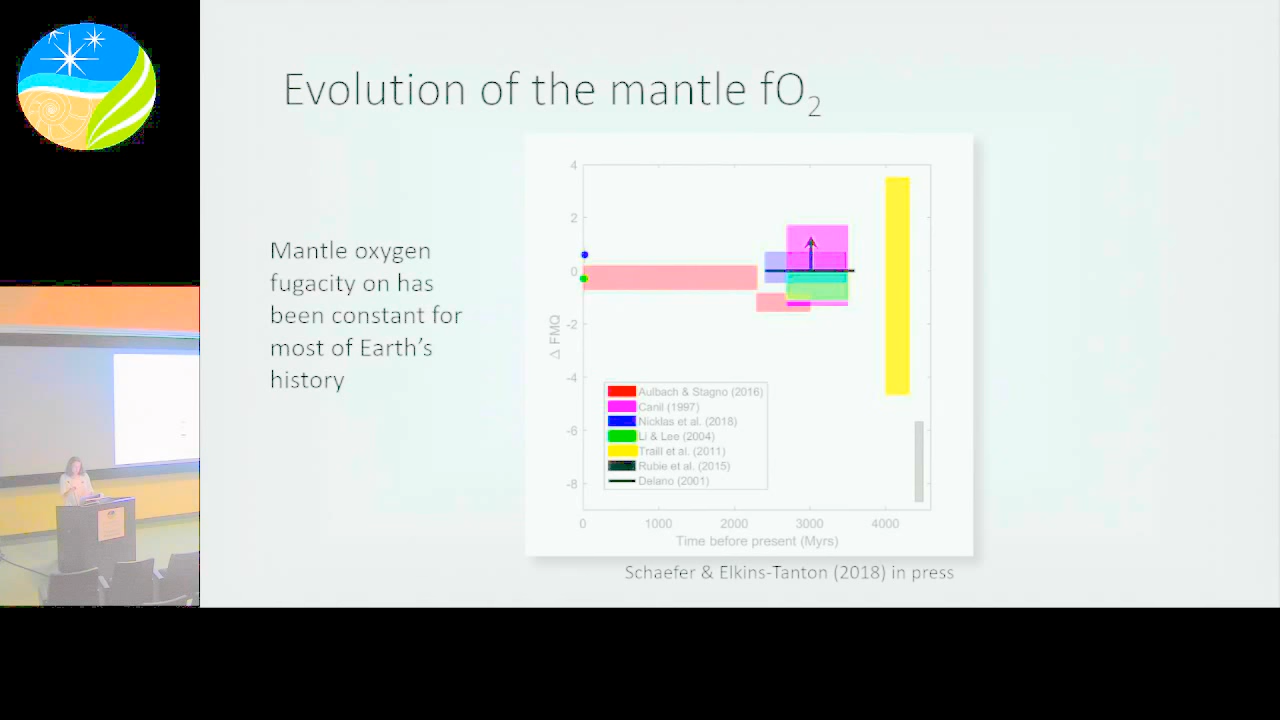 Evolution of the mantle fO2
Mantle oxygen
fugacity on has
been constant for
most of Earth's
history
4
2
0
-2
-4
-6
-8
Δ FMQ
Aulbach & Stagno (2016)
Canil (1997)
Nicklas et al. (2018)
Li & Lee (2004)
Traill et al. (2011)
Rubie et al. (2015)
Delano (2001)
0 1000 2000 3000 4000
Time before present (Myrs)
Schaefer & Elkins-Tanton (2018) in press